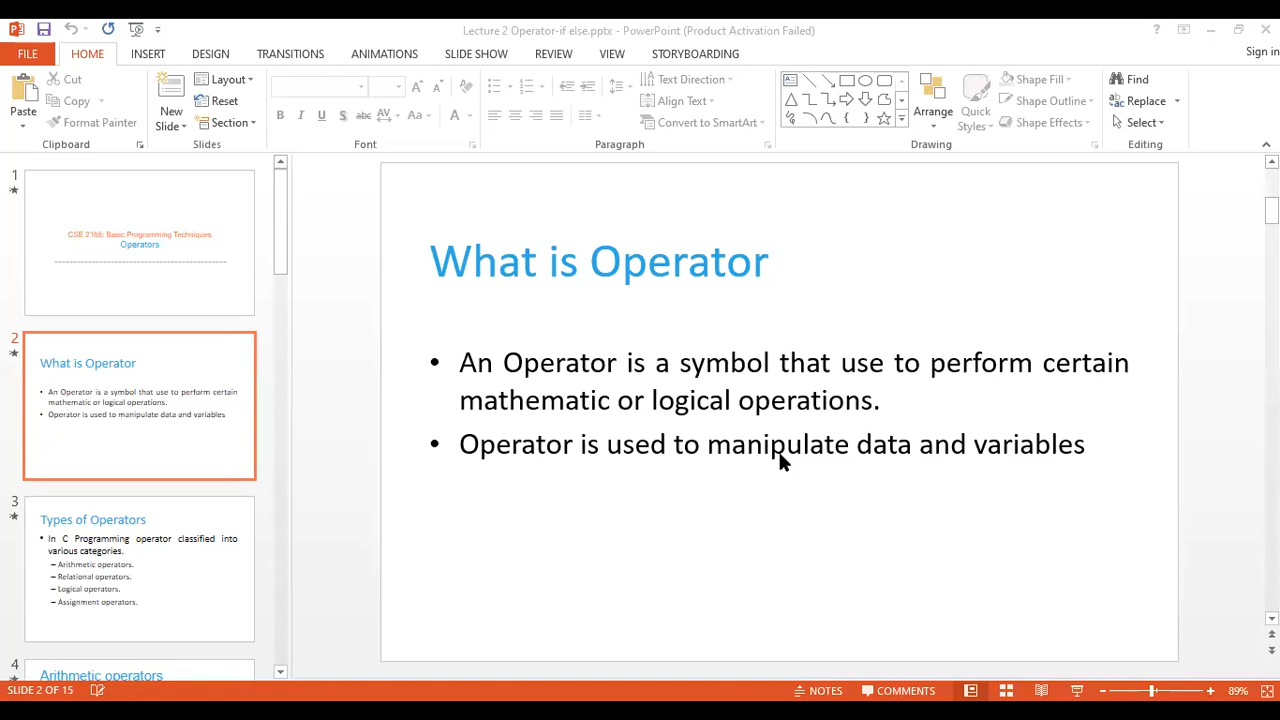 Lecture 2 Operator-if else.pptx - PowerPoint (Product Activation Failed)
FILE HOME INSERT DESIGN TRANSITIONS ANIMATIONS SLIDE SHOW REVIEW VIEW STORYBOARDING Sign in
Paste
Cut
Copy
Format Painter
Clipboard
New Slide
Layout
Reset
Section
Slides
Font
Text Direction
Align Text
Convert to SmartArt
Paragraph
Arrange
Quick Styles
Shape Fill
Shape Outline
Shape Effects
Drawing
Find
Replace
Select
Editing
1
CSE 2166: Basic Programming Techniques
Operators
2
What is Operator
• An Operator is a symbol that use to perform certain
mathematic or logical operations.
• Operator is used to manipulate data and variables
3
Types of Operators
• In C Programming operator classified into
various categories.
– Arithmetic operators.
– Relational operators.
– Logical operators.
– Assignment operators.
4
Arithmetic operators
What is Operator
• An Operator is a symbol that use to perform certain
mathematic or logical operations.
• Operator is used to manipulate data and variables
SLIDE 2 OF 15 NOTES COMMENTS 89%